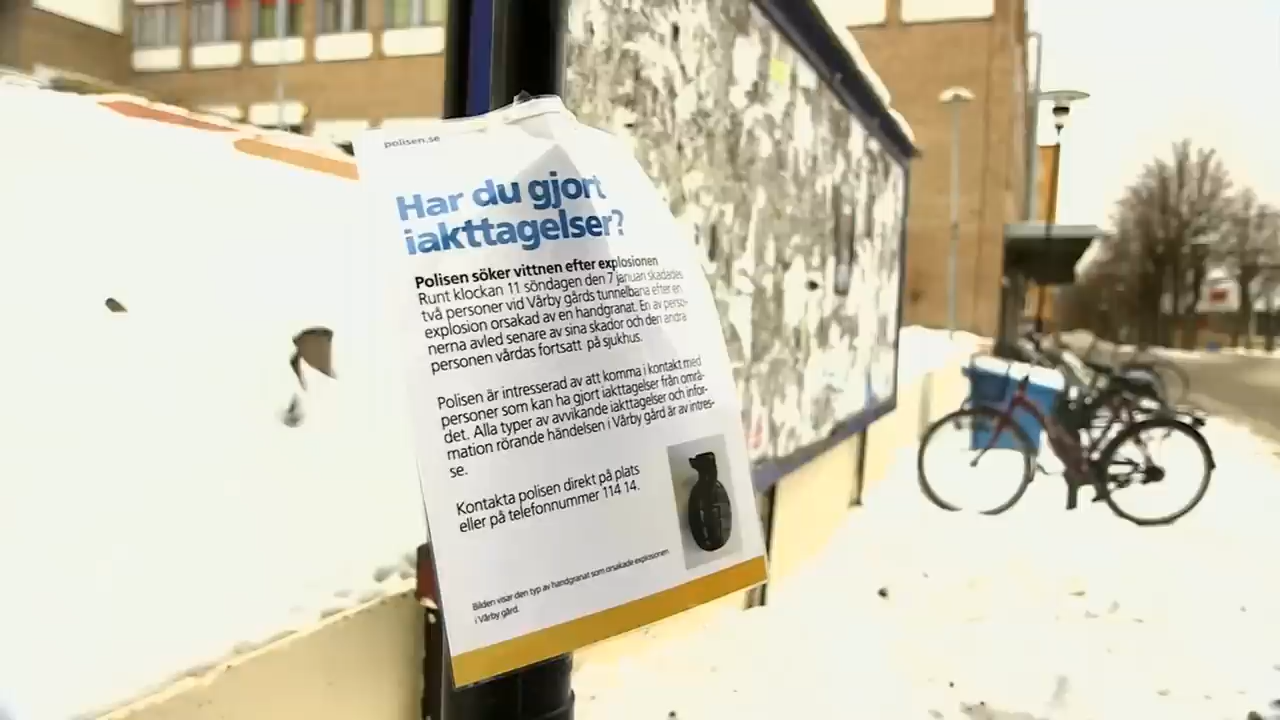 polisen.se
Har du gjort
iakttagelser?
Polisen söker vittnen efter explosionen
Runt klockan 11 söndagen den 7 januari skadades
två personer vid Vårby gårds tunnelbana efter en
explosion orsakad av en handgranat. En av perso-
nerna avled senare av sina skador och den andra
personen vårdas fortsatt på sjukhus.
Polisen är intresserad av att komma i kontakt med
personer som kan ha gjort iakttagelser från områ-
det. Alla typer av avvikande iakttagelser och infor-
mation rörande händelsen i Vårby gård är av intres-
se.
Kontakta polisen direkt på plats
eller på telefonnummer 114 14.
Bilden visar den typ av handgranat som orsakade explosionen
i Vårby gård.